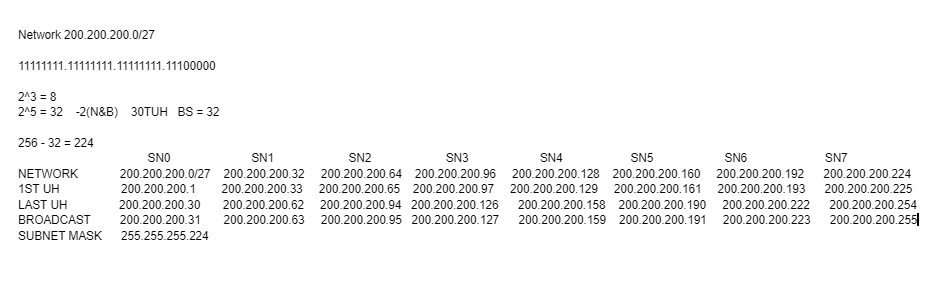 Network 200.200.200.0/27
11111111.11111111.11111111.11100000
2^3 = 8
2^5 = 32 -2(N&B) 30TUH BS = 32
256 - 32 = 224
SN0 SN1 SN2 SN3 SN4 SN5 SN6 SN7
NETWORK 200.200.200.0/27 200.200.200.32 200.200.200.64 200.200.200.96 200.200.200.128 200.200.200.160 200.200.200.192 200.200.200.224
1ST UH 200.200.200.1 200.200.200.33 200.200.200.65 200.200.200.97 200.200.200.129 200.200.200.161 200.200.200.193 200.200.200.225
LAST UH 200.200.200.30 200.200.200.62 200.200.200.94 200.200.200.126 200.200.200.158 200.200.200.190 200.200.200.222 200.200.200.254
BROADCAST 200.200.200.31 200.200.200.63 200.200.200.95 200.200.200.127 200.200.200.159 200.200.200.191 200.200.200.223 200.200.200.255
SUBNET MASK 255.255.255.224